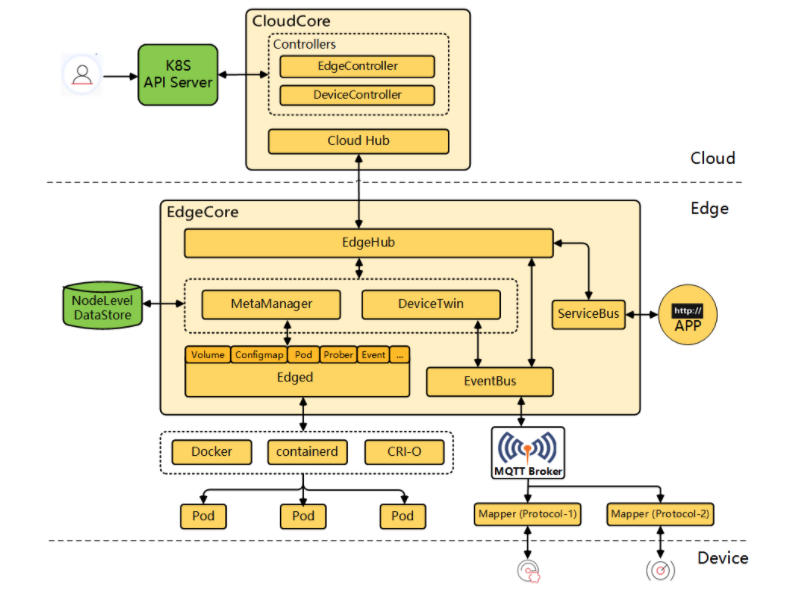 CloudCore
Controllers
EdgeController
DeviceController
K8S
API Server
Cloud Hub
Cloud
EdgeCore
Edge
EdgeHub
NodeLevel
DataStore
MetaManager
DeviceTwin
ServiceBus
http://
APP
Volume
Configmap
Pod
Prober
Event
...
Edged
EventBus
Docker
containerd
CRI-O
MQTT Broker
Pod
Pod
Pod
Mapper (Protocol-1)
Mapper (Protocol-2)
Device